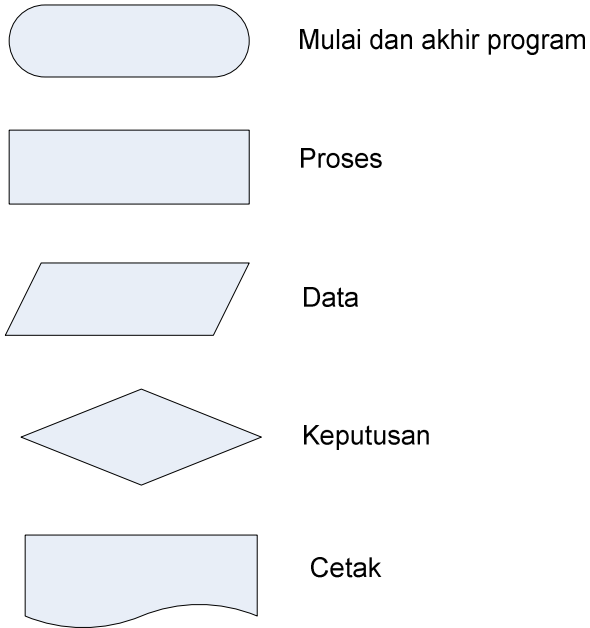 Mulai dan akhir program
Proses
Data
Keputusan
Cetak